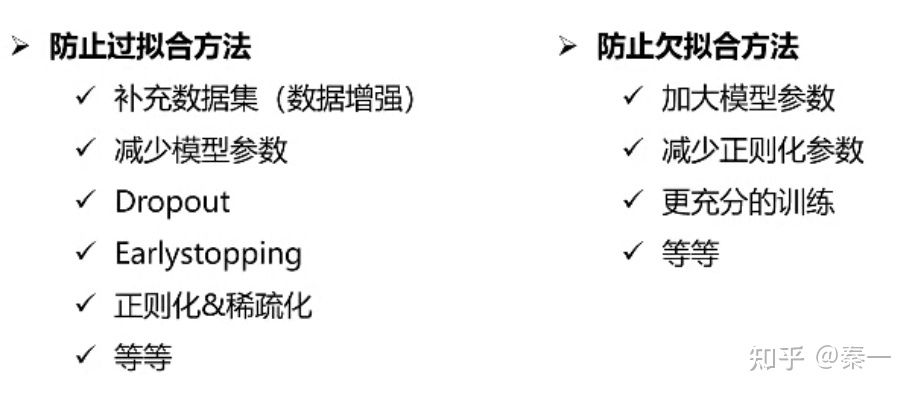 ➢ 防止过拟合方法
✓ 补充数据集（数据增强）
✓ 减少模型参数
✓ Dropout
✓ Earlystopping
✓ 正则化&稀疏化
✓ 等等
➢ 防止欠拟合方法
✓ 加大模型参数
✓ 减少正则化参数
✓ 更充分的训练
✓ 等等
知乎 @秦一